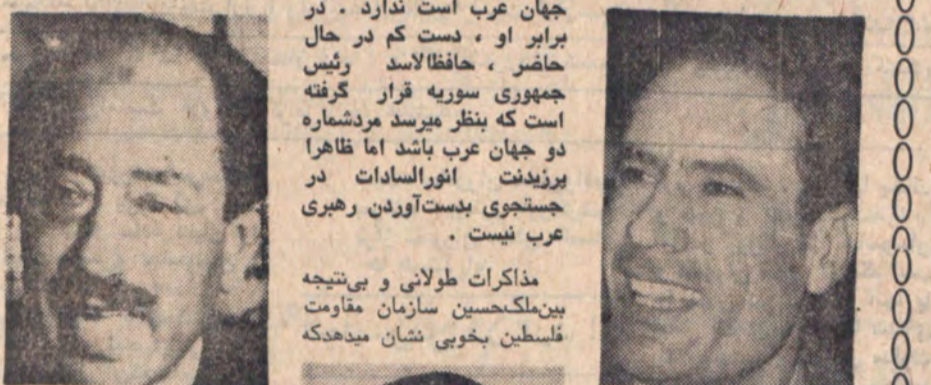 جهان عرب است ندارد . در
برابر او ، دست کم در حال
حاضر ، حافظالاسد رئیس
جمهوری سوریه قرار گرفته
است که بنظر میرسد مردشماره
دو جهان عرب باشد اما ظاهرا
پرزیدنت انورالسادات در
جستجوی بدست‌آوردن رهبری
عرب نیست .
مذاکرات طولانی و بی‌نتیجه
بین‌ملک‌حسین سازمان مقاومت
فلسطین بخوبی نشان میدهدکه